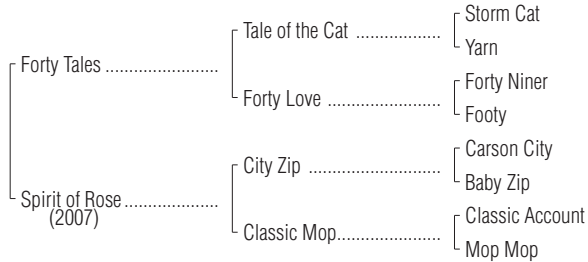 Storm Cat
Tale of the Cat ..................
Yarn
Forty Tales ........................
Forty Niner
Forty Love ........................
Footy
Carson City
City Zip ............................
Baby Zip
Spirit of Rose ....................
(2007)
Classic Account
Classic Mop......................
Mop Mop